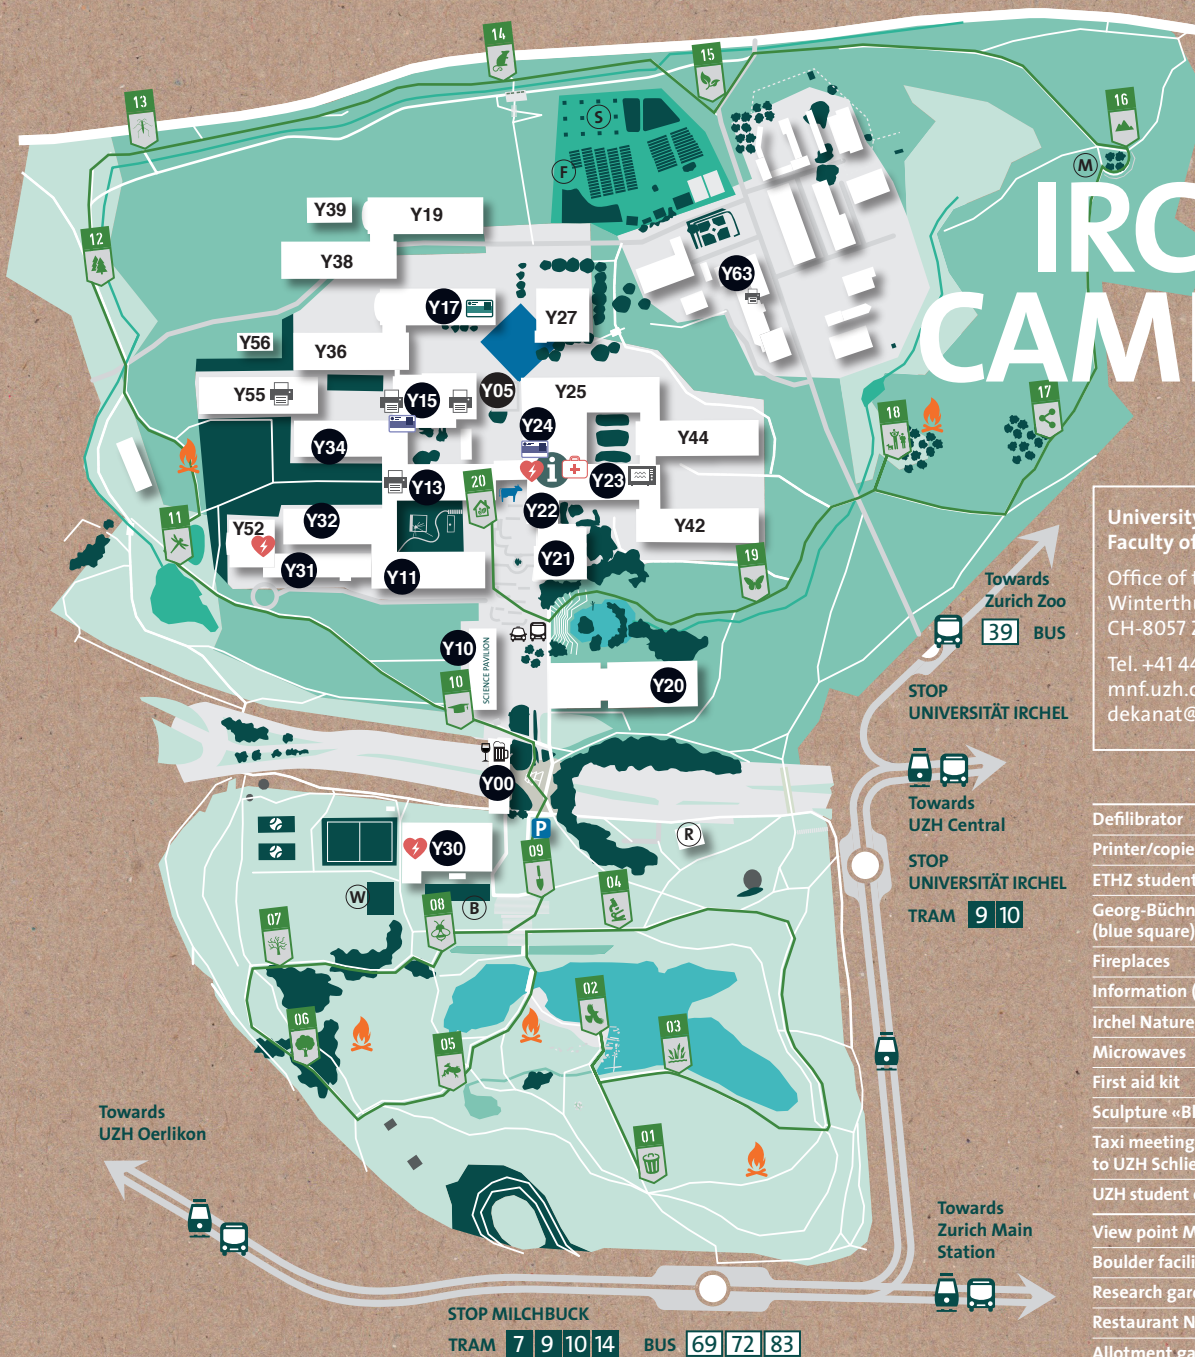 14
15
13
16
S
F
M
IRC
CAM
12
Y39
Y19
Y38
Y63
Y17
Y27
Y56
Y36
Y55
Y15
Y05
Y25
17
18
Y24
Y34
Y44
i
Y13
20
Y23
Y22
11
Y52
Y32
Y42
Y21
19
Y31
Y11
University
Faculty of
Office of t
Winterth
CH-8057 Z
Tel. +41 44
mnf.uzh.c
dekanat@
Towards
Zurich Zoo
39 BUS
Y10
SCIENCE PAVILION
10
Y20
STOP
UNIVERSITÄT IRCHEL
Y00
Towards
UZH Central
P
R
Y30
09
STOP
UNIVERSITÄT IRCHEL
TRAM 9 10
W
B
08
04
07
02
06
05
03
01
Defilibrator
Printer/copie
ETHZ student
Georg-Büchn
(blue square)
Fireplaces
Information (
Irchel Nature
Microwaves
First aid kit
Sculpture «Bl
Taxi meeting
to UZH Schlie
UZH student
View point M
Boulder facili
Research gar
Restaurant N
Allotment ga
Towards
UZH Oerlikon
Towards
Zurich Main
Station
STOP MILCHBUCK
TRAM 7 9 10 14 BUS 69 72 83